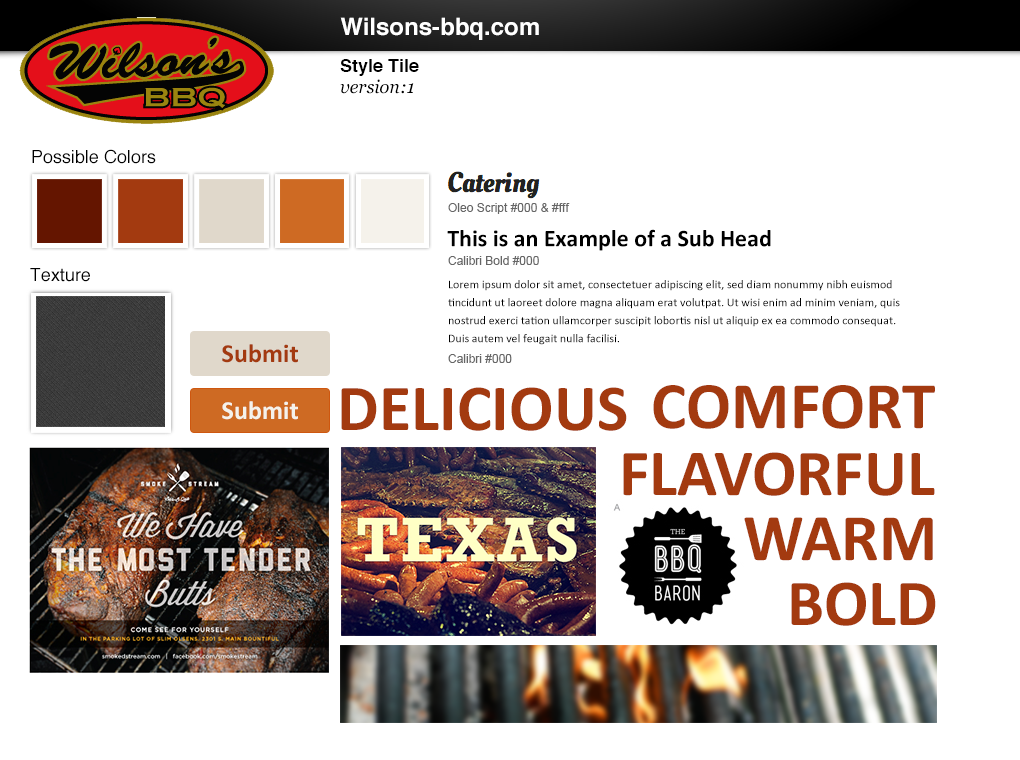 Wilsons-bbq.com
Wilson's
BBQ
Style Tile
version:1
Possible Colors
Catering
Oleo Script #000 & #fff
This is an Example of a Sub Head
Calibri Bold #000
Lorem ipsum dolor sit amet, consectetuer adipiscing elit, sed diam nonummy nibh euismod
tincidunt ut laoreet dolore magna aliquam erat volutpat. Ut wisi enim ad minim veniam, quis
nostrud exerci tation ullamcorper suscipit lobortis nisl ut aliquip ex ea commodo consequat.
Duis autem vel feugait nulla facilisi.
Calibri #000
Texture
Submit
Submit
DELICIOUS COMFORT
FLAVORFUL
WARM
BOLD
SMOKE STREAM
We Have
THE MOST TENDER
Butts
COME SEE FOR YOURSELF
IN THE PARKING LOT OF SLIM OLSENS. 2301 S. MAIN BOUNTIFUL
smokedstream.com | facebook.com/smokestream
TEXAS
A
THE
BBQ
BARON